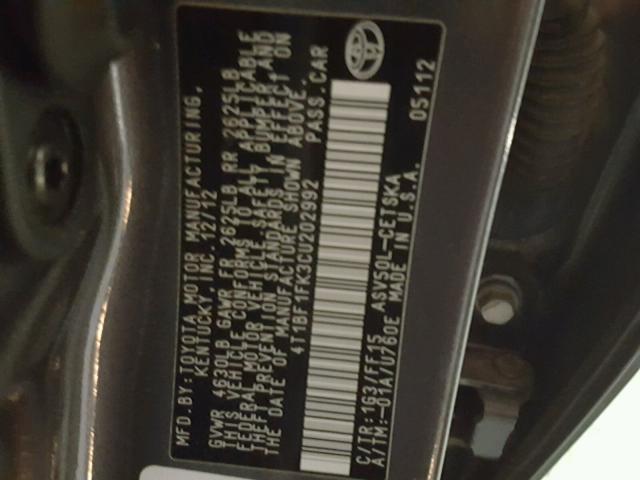 MFD.BY:TOYOTA MOTOR MANUFACTURING,
KENTUCKY, INC. 12/12
GVWR 4630LB GAWR FR 2625LB RR 2625LB
THIS VEHICLE CONFORMS TO ALL APPLICABLE
FEDERAL MOTOR VEHICLE SAFETY, BUMPER AND
THEFT PREVENTION STANDARDS IN EFFECT ON
THE DATE OF MANUFACTURE SHOWN ABOVE.
4T1BF1FK3CU202992 PASS.CAR
C/TR:1G3/FF15 ASV50L-CETSKA
A/TM:-01A/U760E MADE IN U.S.A.
05112